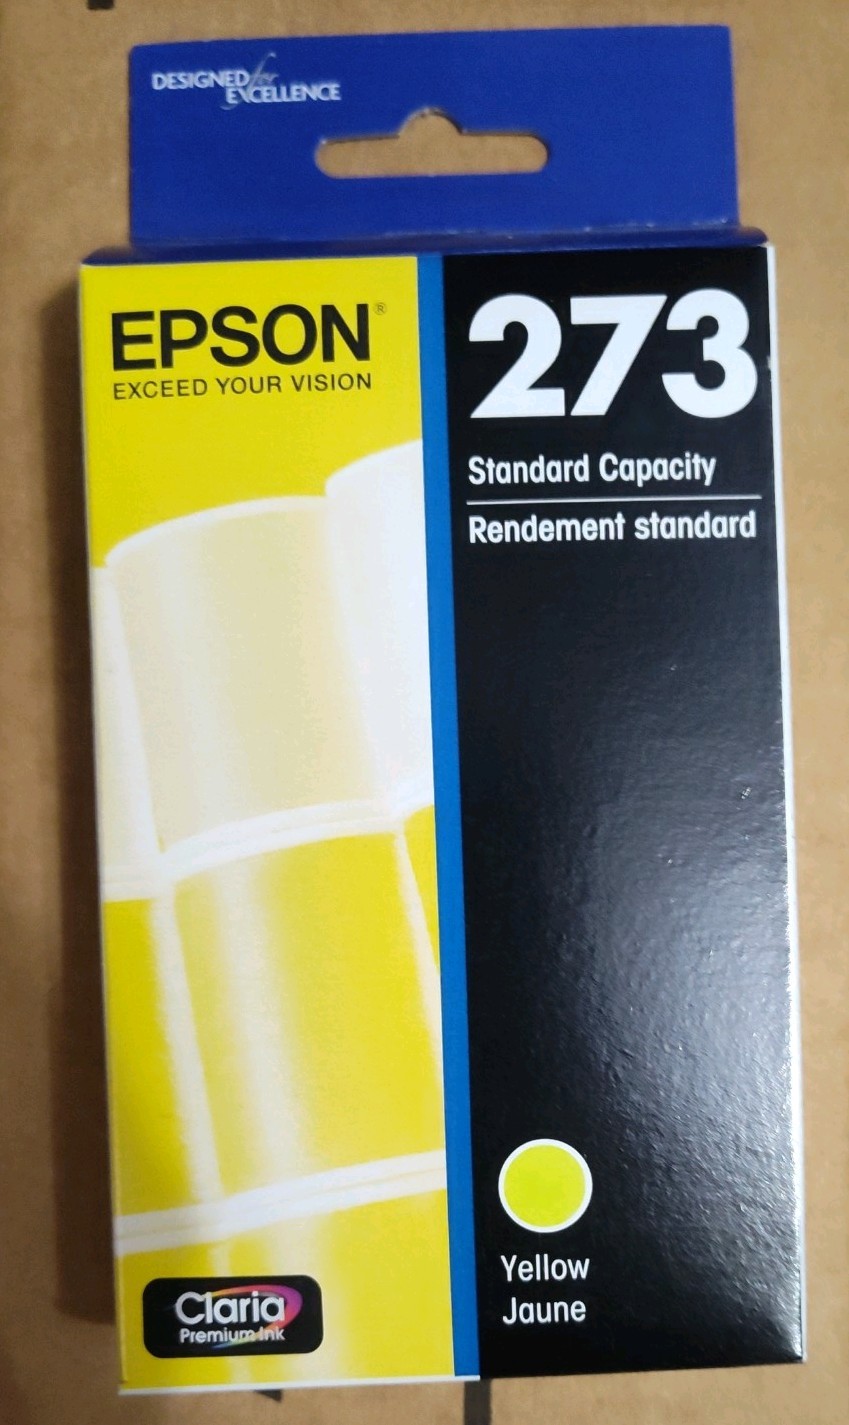 DESIGNED for
EXCELLENCE
EPSON®
EXCEED YOUR VISION
273
Standard Capacity
Rendement standard
Yellow
Jaune
Claria
Premium Ink